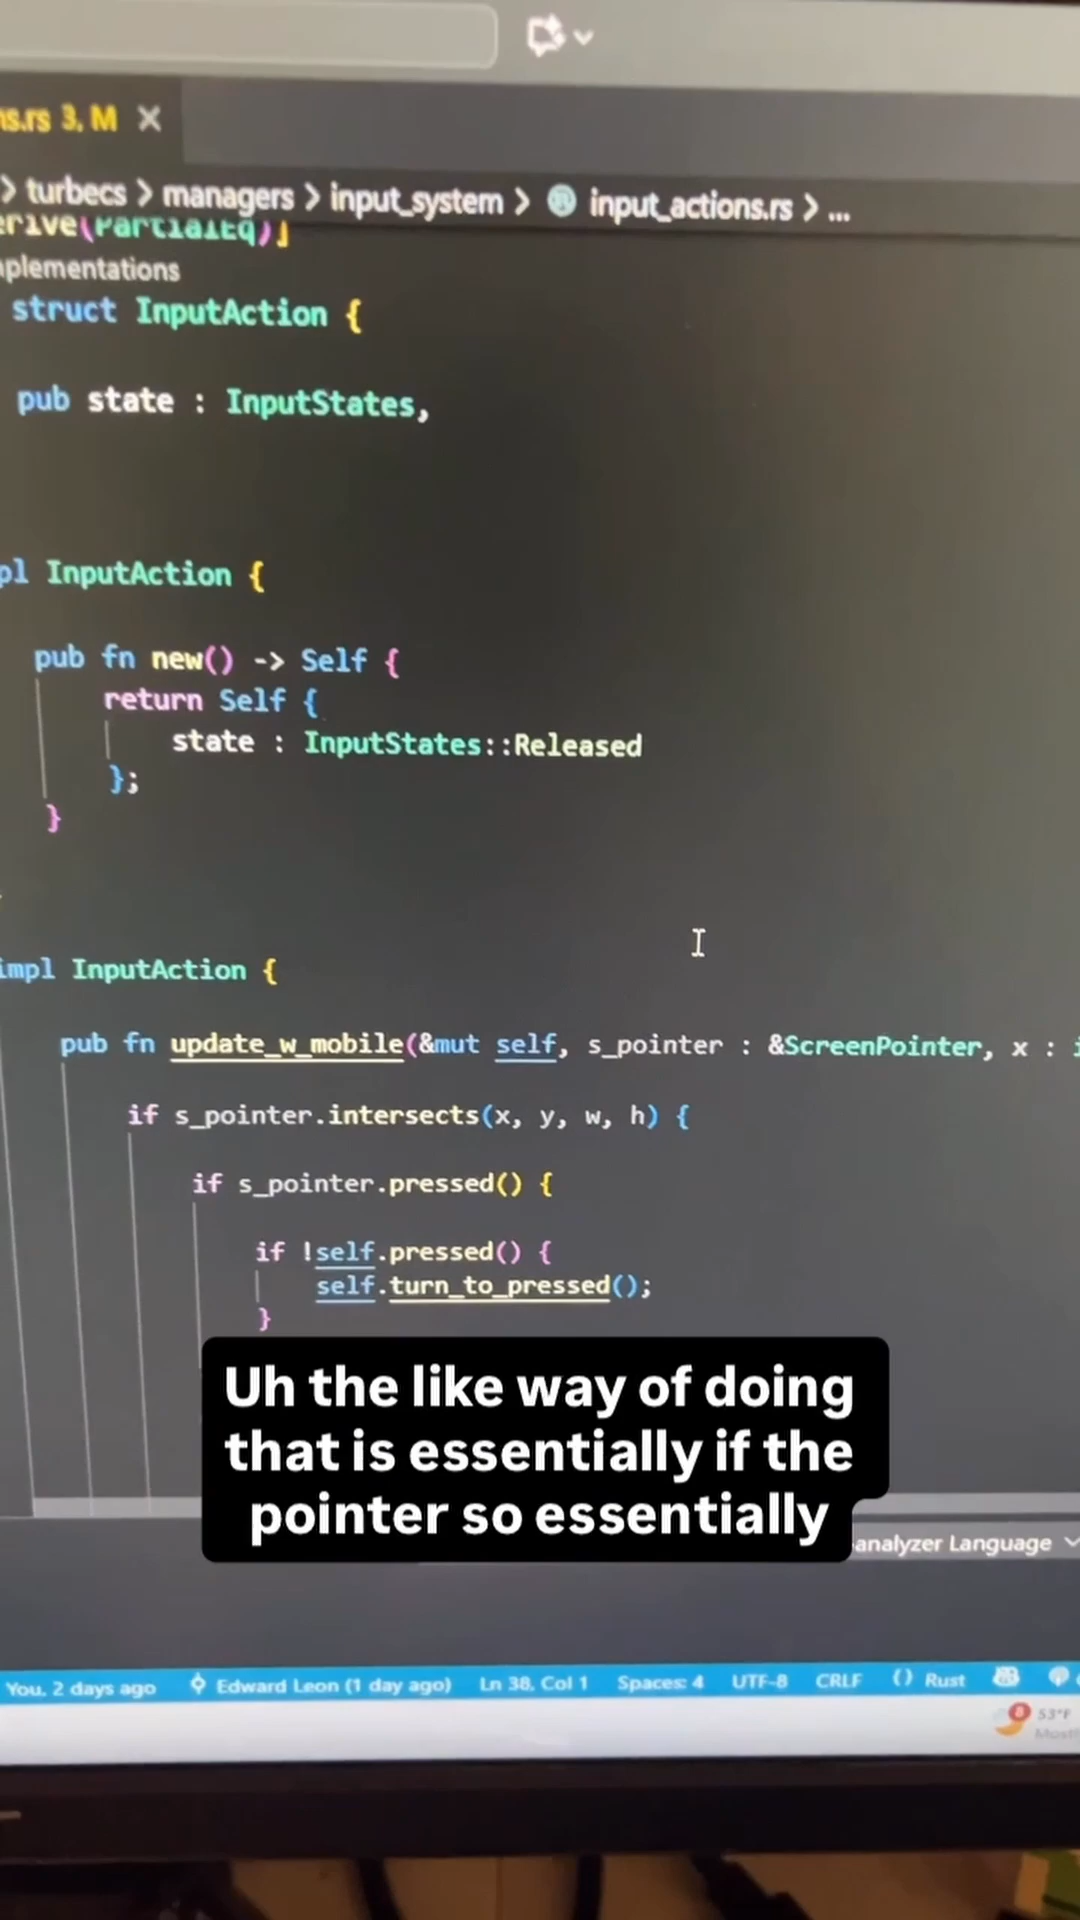 s.rs 3, M
turbecs > managers > input_system > input_actions.rs > ...
erive(PartialEq)]
plementations
struct InputAction {
pub state : InputStates,
pl InputAction {
pub fn new() -> Self {
return Self {
state : InputStates::Released
};
}
impl InputAction {
pub fn update_w_mobile(&mut self, s_pointer : &ScreenPointer, x : i
if s_pointer.intersects(x, y, w, h) {
if s_pointer.pressed() {
if !self.pressed() {
self.turn_to_pressed();
}
Uh the like way of doing
that is essentially if the
pointer so essentially
analyzer Language
You, 2 days ago Edward Leon (1 day ago) Ln 38, Col 1 Spaces: 4 UTF-8 CRLF {} Rust
8 53°F
Most